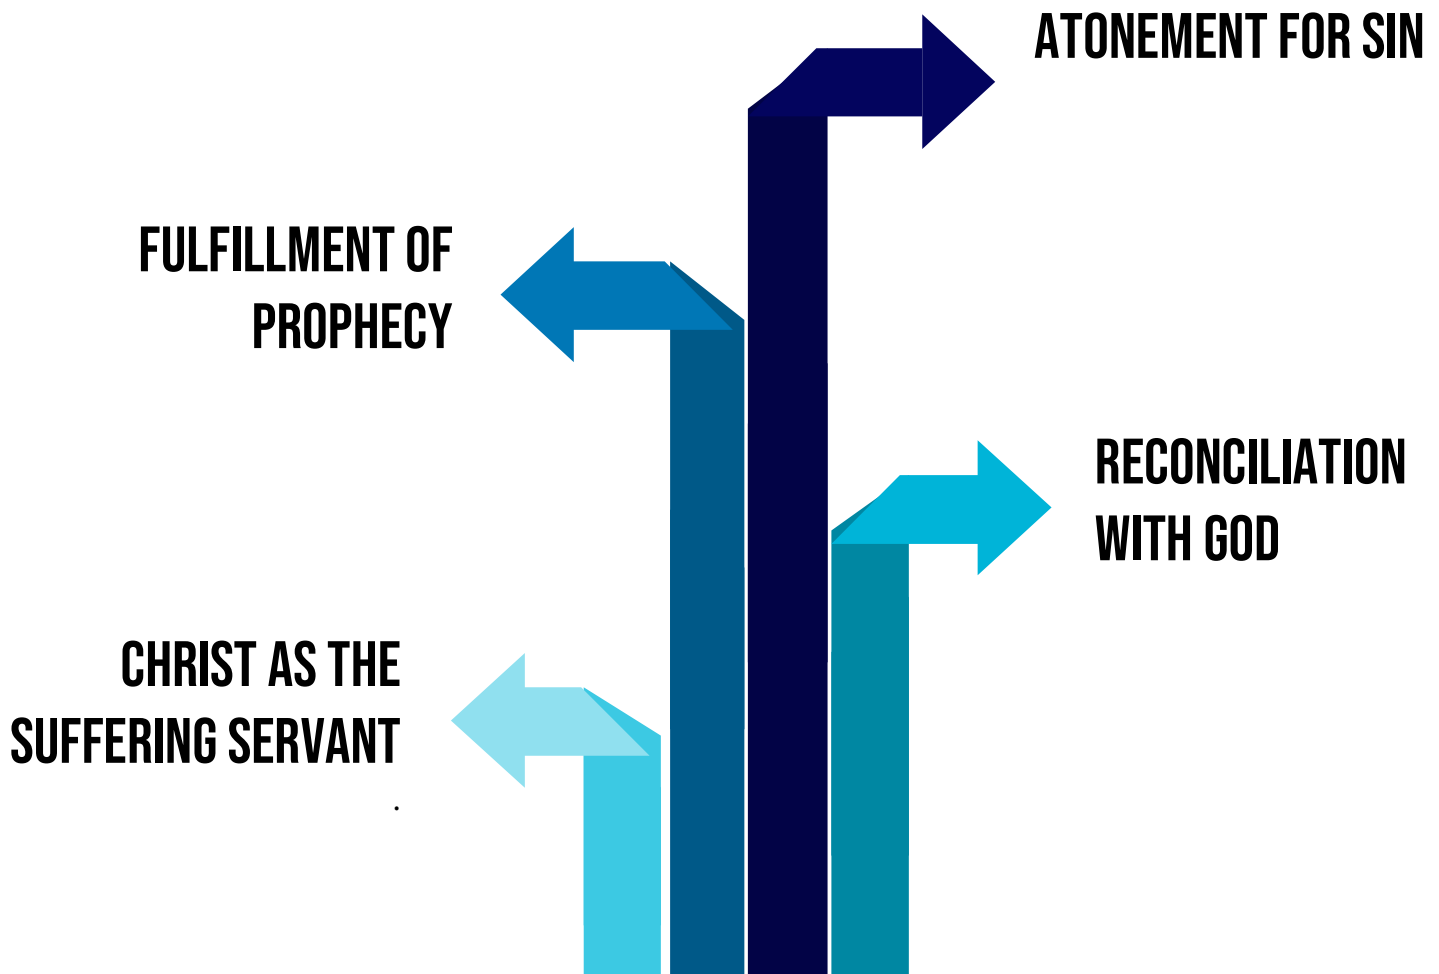 ATONEMENT FOR SIN
FULFILLMENT OF
PROPHECY
RECONCILIATION
WITH GOD
CHRIST AS THE
SUFFERING SERVANT
.